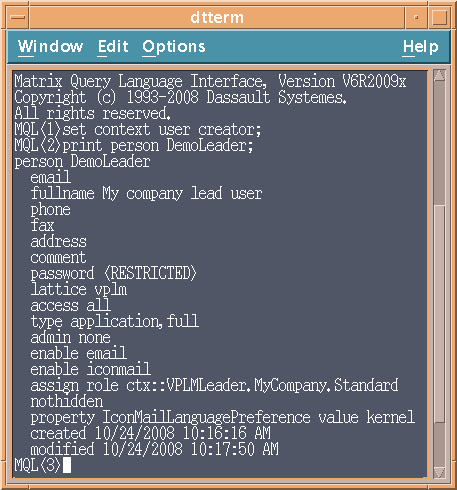 dtterm
Window Edit Options Help
Matrix Query Language Interface, Version V6R2009x
Copyright (c) 1993-2008 Dassault Systemes.
All rights reserved.
MQL<1>set context user creator;
MQL<2>print person DemoLeader;
person DemoLeader
  email
  fullname My company lead user
  phone
  fax
  address
  comment
  password <RESTRICTED>
  lattice vplm
  access all
  type application,full
  admin none
  enable email
  enable iconmail
  assign role ctx::VPLMLeader.MyCompany.Standard
  nothidden
  property IconMailLanguagePreference value kernel
  created 10/24/2008 10:16:16 AM
  modified 10/24/2008 10:17:50 AM
MQL<3>